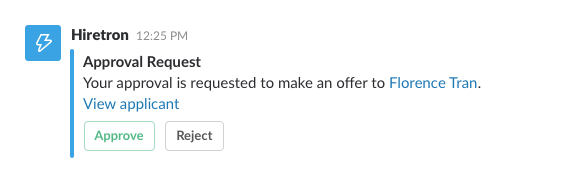 Hiretron 12:25 PM
Approval Request
Your approval is requested to make an offer to Florence Tran.
View applicant
Approve Reject